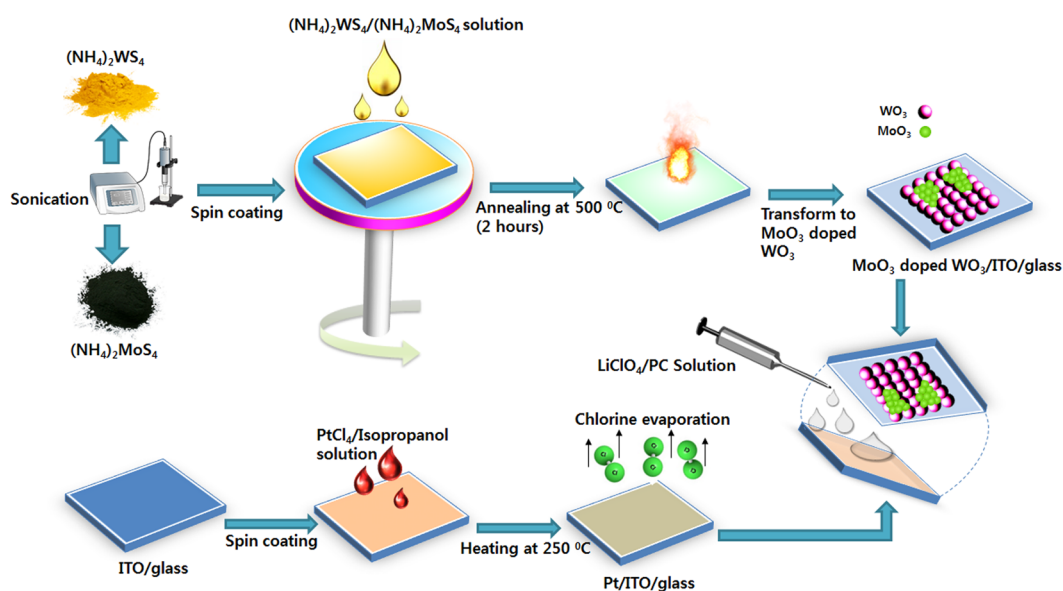 (NH₄)₂WS₄/(NH₄)₂MoS₄ solution
(NH₄)₂WS₄
Sonication
(NH₄)₂MoS₄
Spin coating
Annealing at 500 ⁰C
(2 hours)
WO₃
MoO₃
Transform to
MoO₃ doped
WO₃
MoO₃ doped WO₃/ITO/glass
LiClO₄/PC Solution
PtCl₄/Isopropanol
solution
Chlorine evaporation
Spin coating
Heating at 250 ⁰C
ITO/glass
Pt/ITO/glass